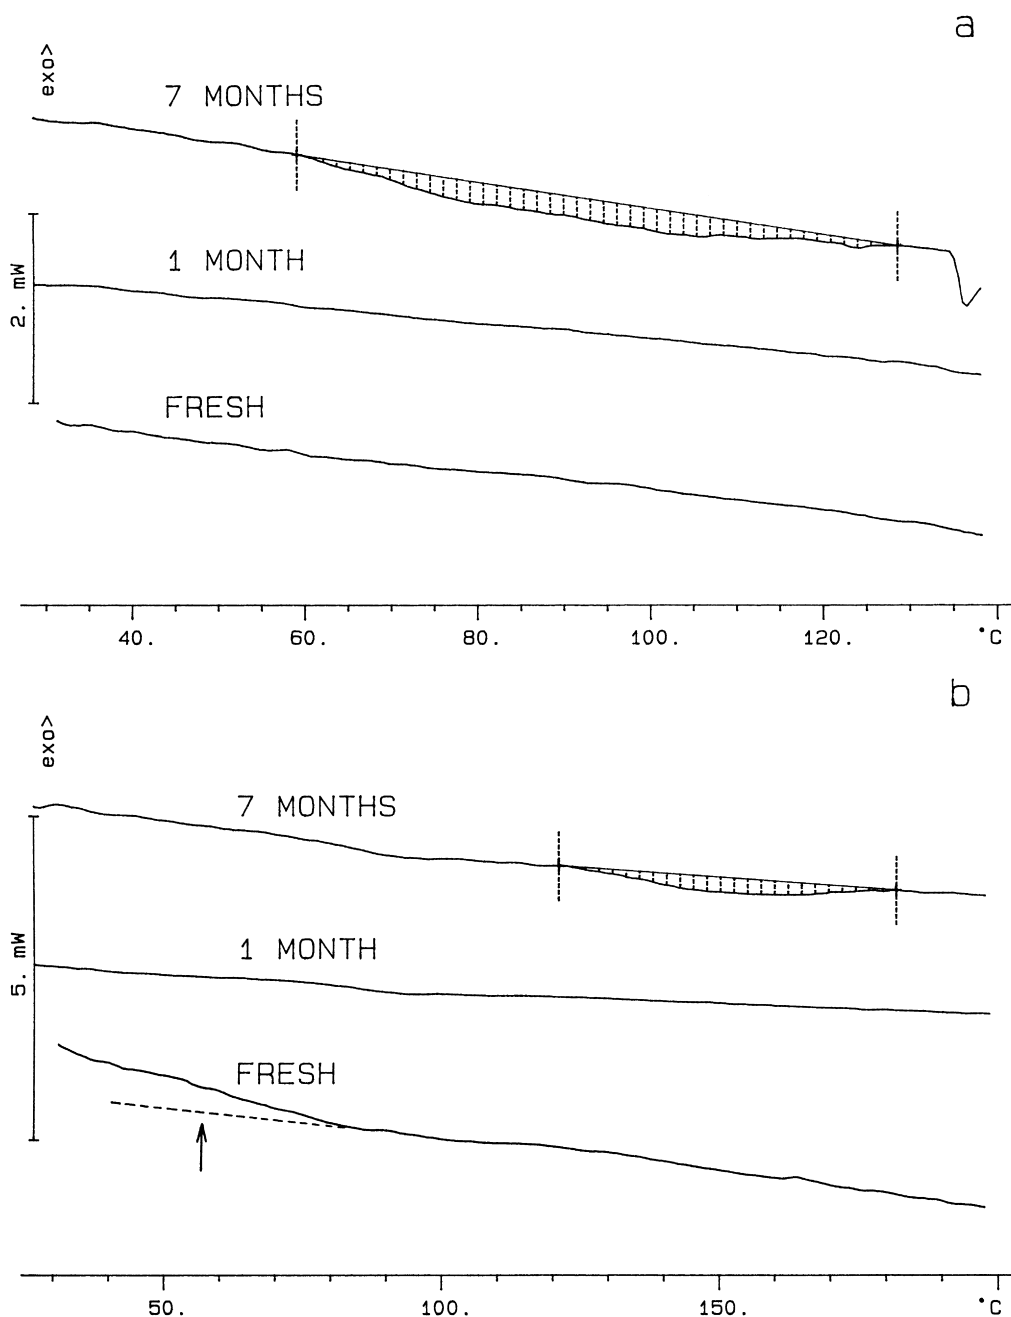 a
exo>
7 MONTHS
1 MONTH
2. mW
FRESH
40. 60. 80. 100. 120. °C
b
exo>
7 MONTHS
1 MONTH
5. mW
FRESH
50. 100. 150. °C